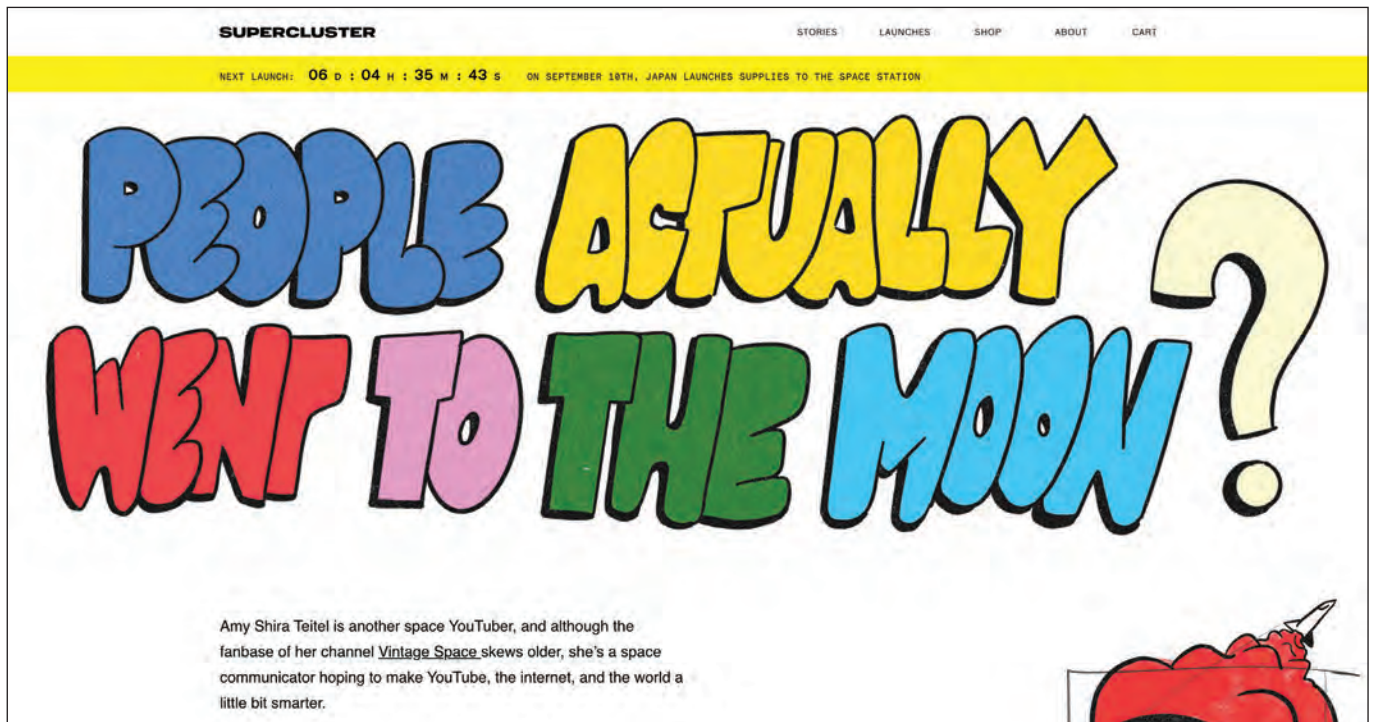 SUPERCLUSTER
STORIES LAUNCHES SHOP ABOUT CART
NEXT LAUNCH: 06 D : 04 H : 35 M : 43 S ON SEPTEMBER 10TH, JAPAN LAUNCHES SUPPLIES TO THE SPACE STATION
PEOPLE ACTUALLY
WENT TO THE MOON?
Amy Shira Teitel is another space YouTuber, and although the
fanbase of her channel Vintage Space skews older, she's a space
communicator hoping to make YouTube, the internet, and the world a
little bit smarter.